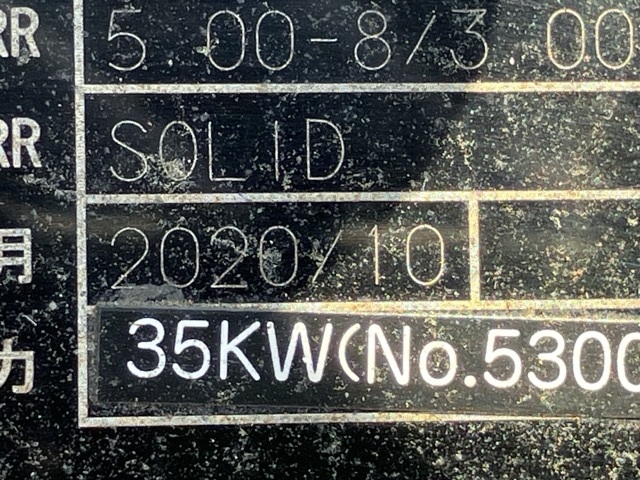 RR 5.00-8/3.00
RR SOLID
月 2020/10
力 35KW(No.5300